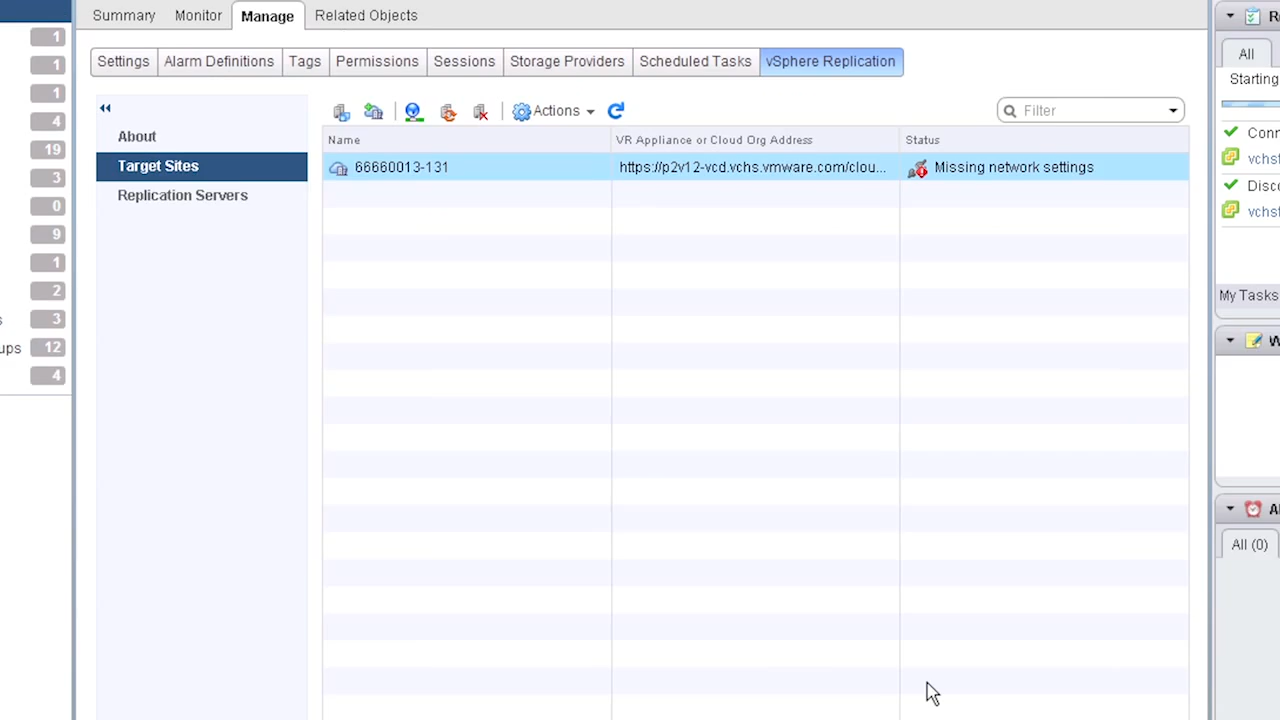 Summary Monitor Manage Related Objects
Settings Alarm Definitions Tags Permissions Sessions Storage Providers Scheduled Tasks vSphere Replication
1
1
1
4
19
3
0
9
1
2
s 3
ups 12
4
About
Target Sites
Replication Servers
Actions
Filter
Name VR Appliance or Cloud Org Address Status
66660013-131 https://p2v12-vcd.vchs.vmware.com/clou... Missing network settings
All
Starting
Conn
vchst
Disco
vchst
My Tasks
W
All (0)